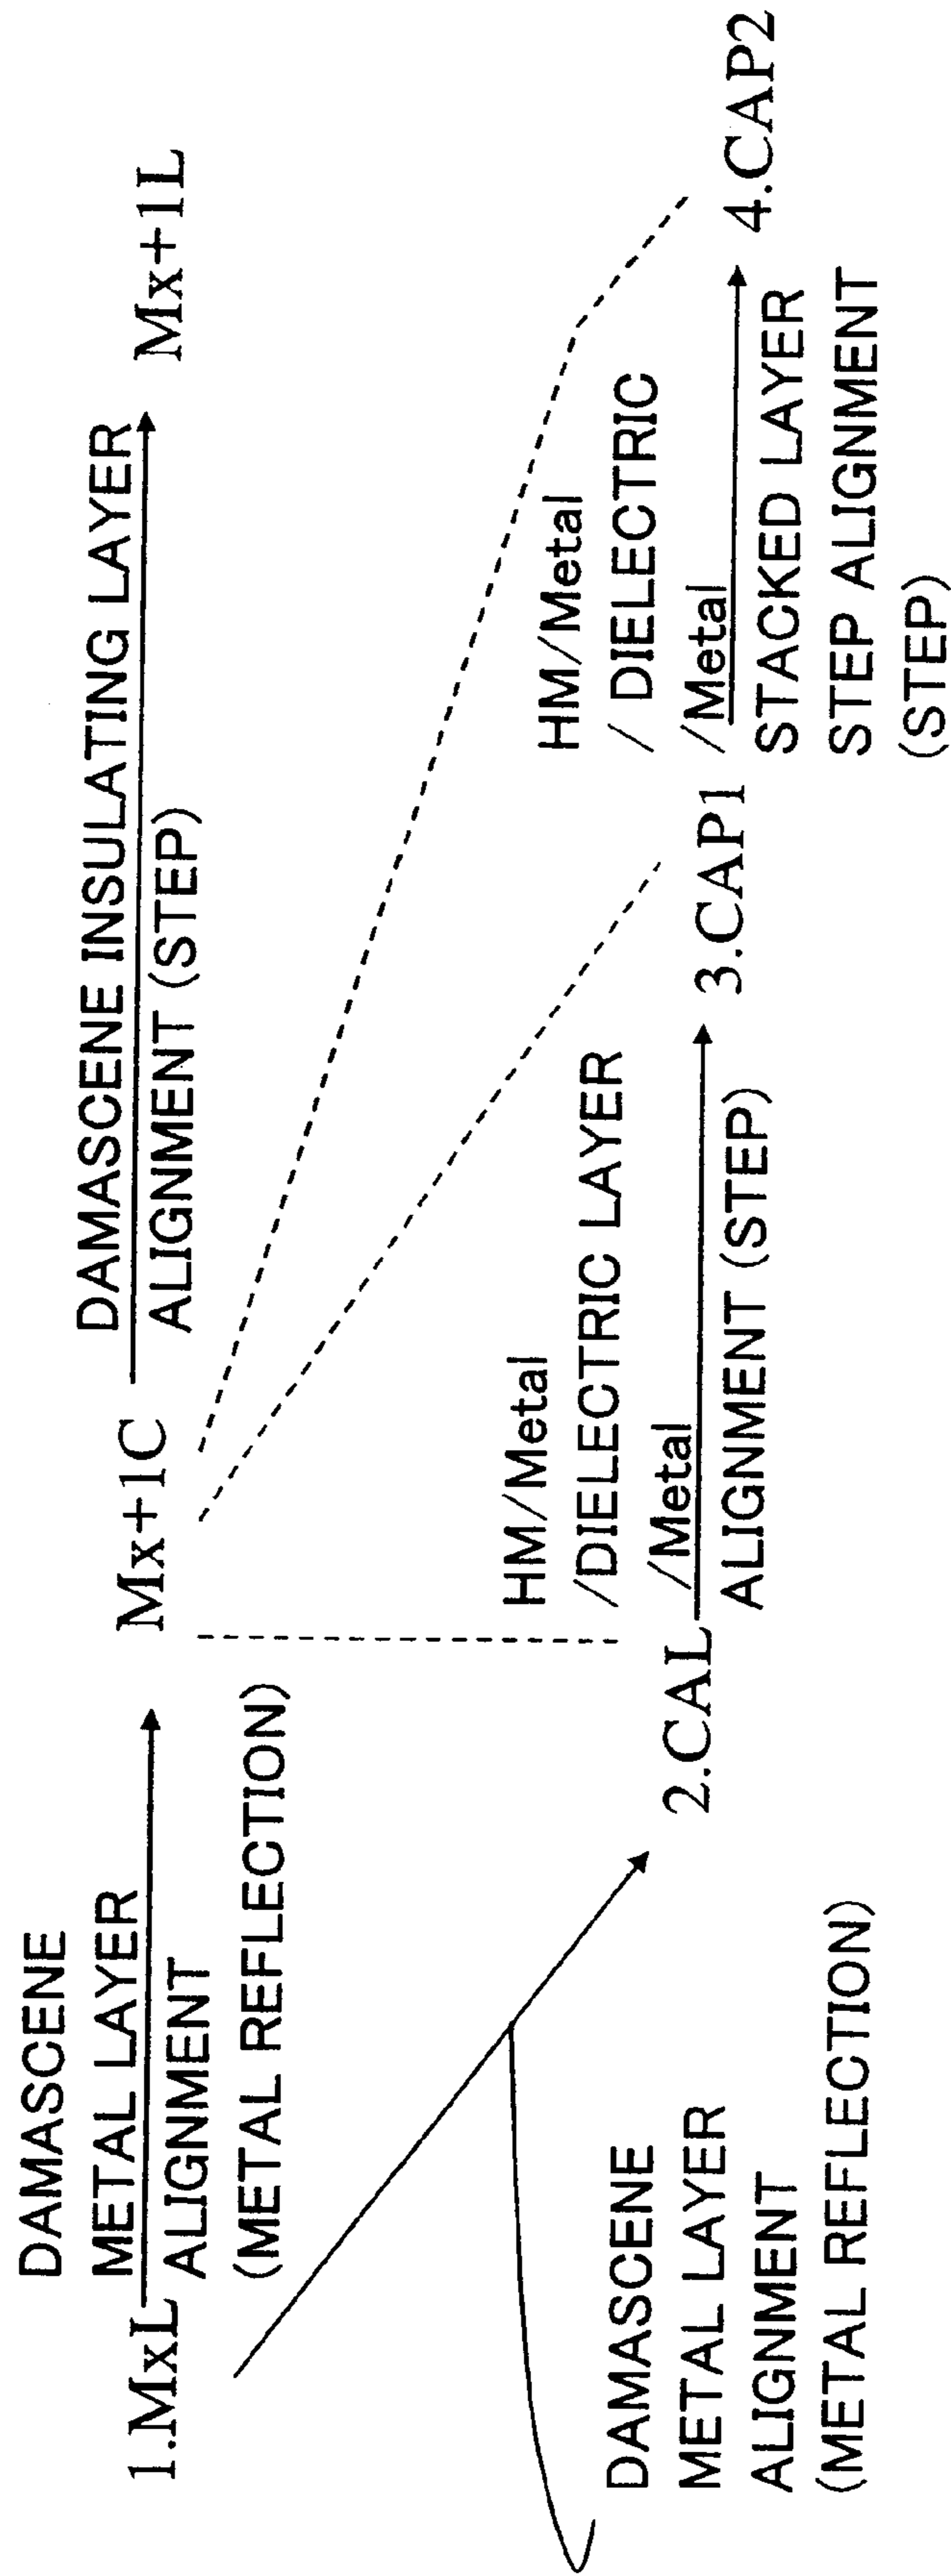 DAMASCENE
METAL LAYER
1.MxL
ALIGNMENT
(METAL REFLECTION)
Mx+1C
DAMASCENE INSULATING LAYER
ALIGNMENT (STEP)
Mx+1L
DAMASCENE
METAL LAYER
ALIGNMENT
(METAL REFLECTION)
2.CAL
HM/Metal
/DIELECTRIC LAYER
/Metal
ALIGNMENT (STEP)
3.CAP1
HM/Metal
/ DIELECTRIC
/Metal
STACKED LAYER
STEP ALIGNMENT
(STEP)
4.CAP2